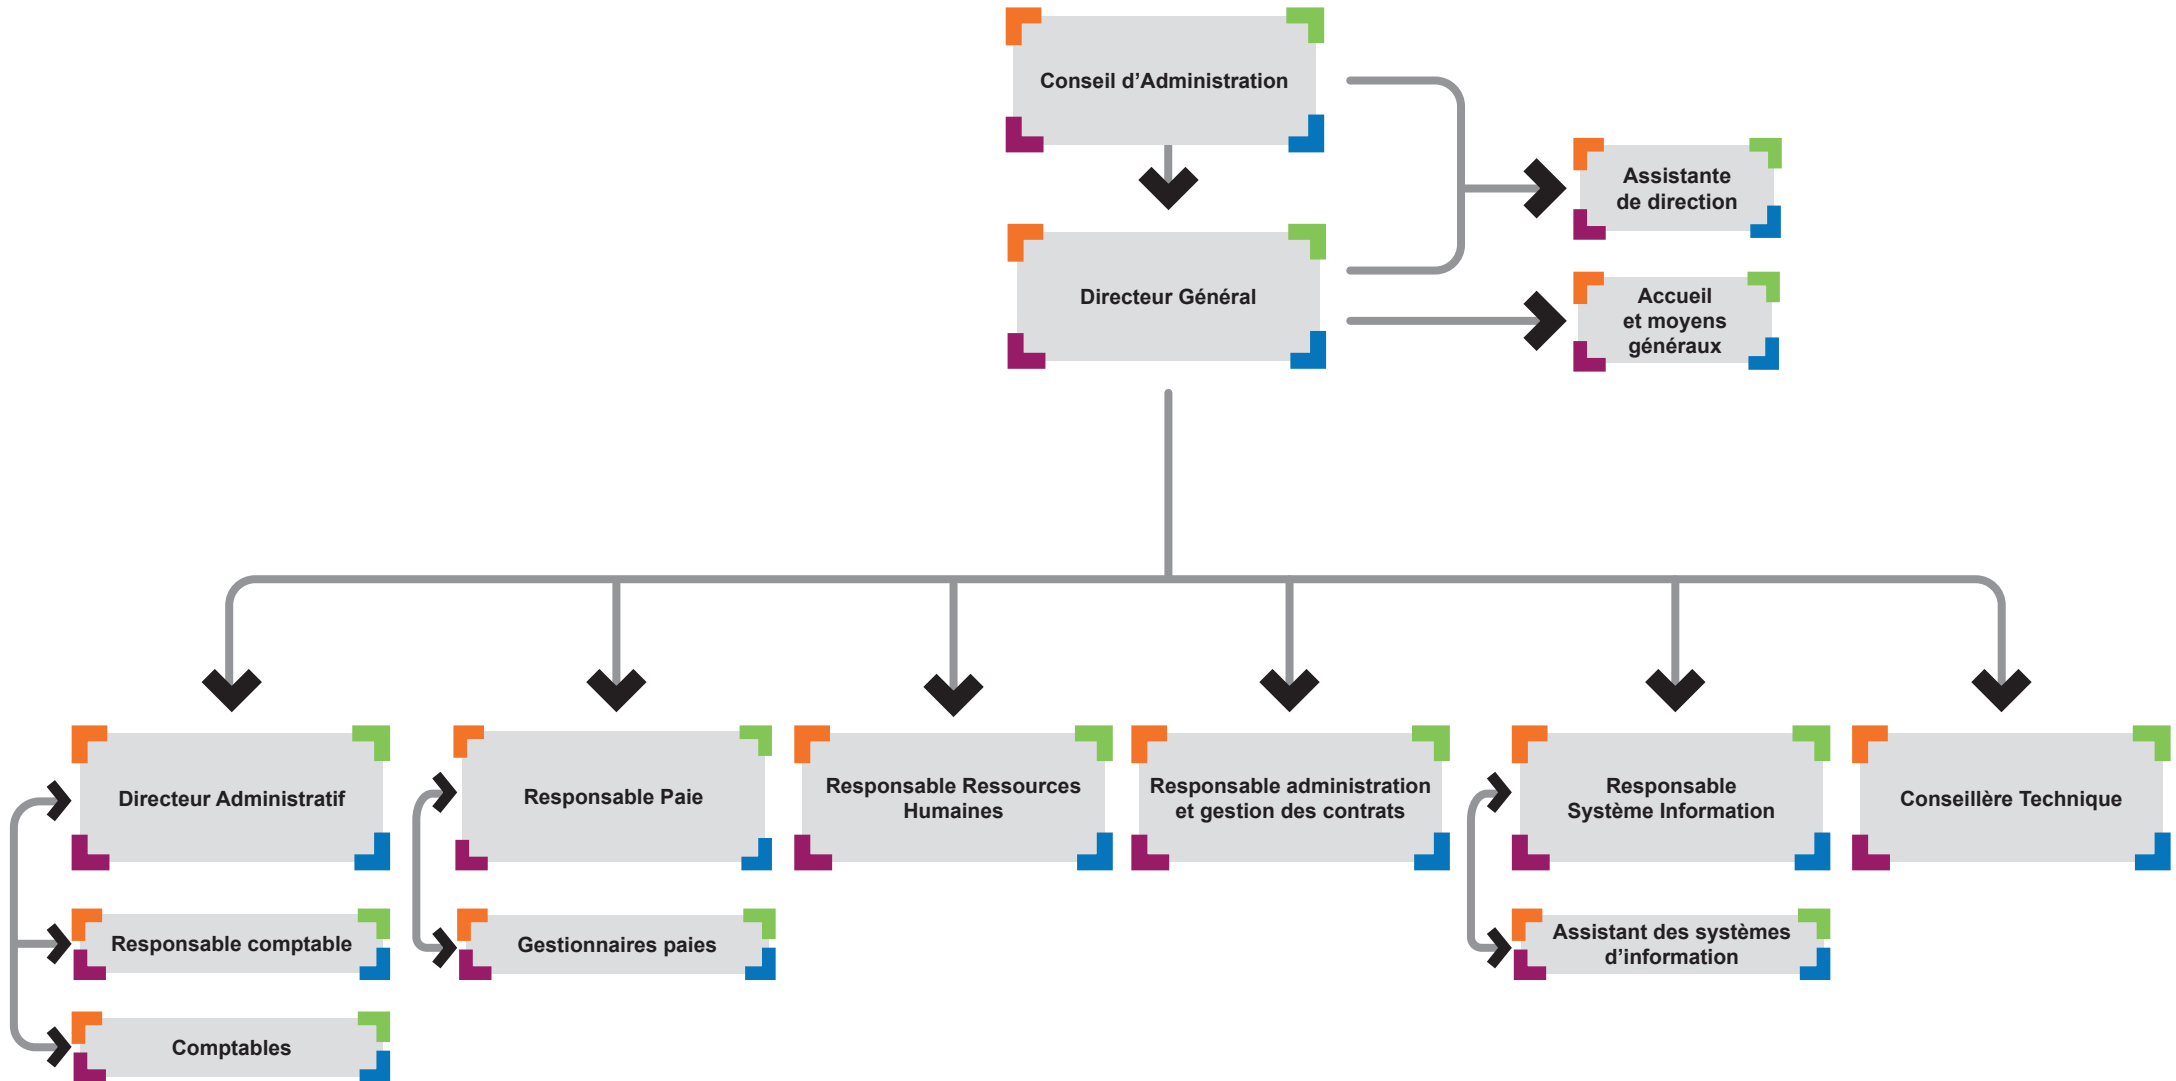 Conseil d’Administration
Assistante
de direction
Directeur Général
Accueil
et moyens
généraux
Directeur Administratif
Responsable Paie
Responsable Ressources
Humaines
Responsable administration
et gestion des contrats
Responsable
Système Information
Conseillère Technique
Responsable comptable
Gestionnaires paies
Assistant des systèmes
d’information
Comptables